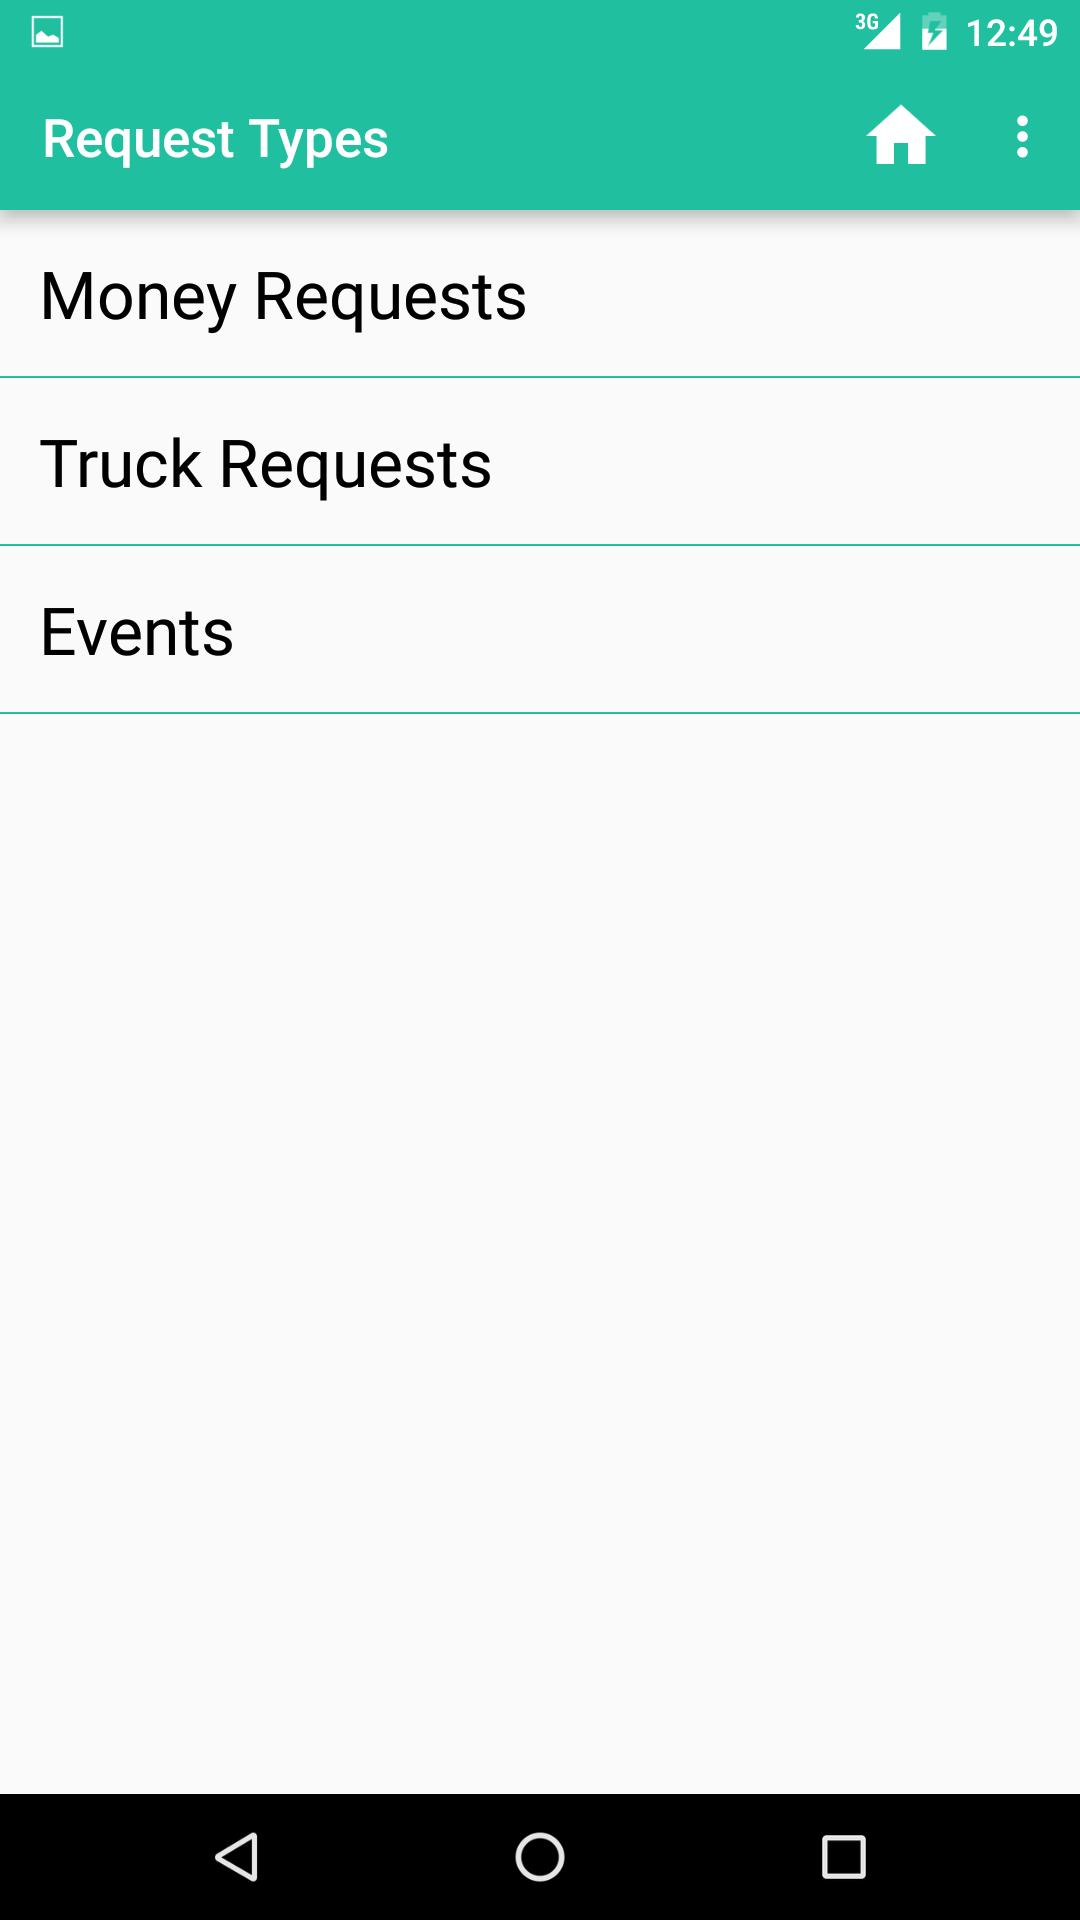 3G 12:49
Request Types
Money Requests
Truck Requests
Events